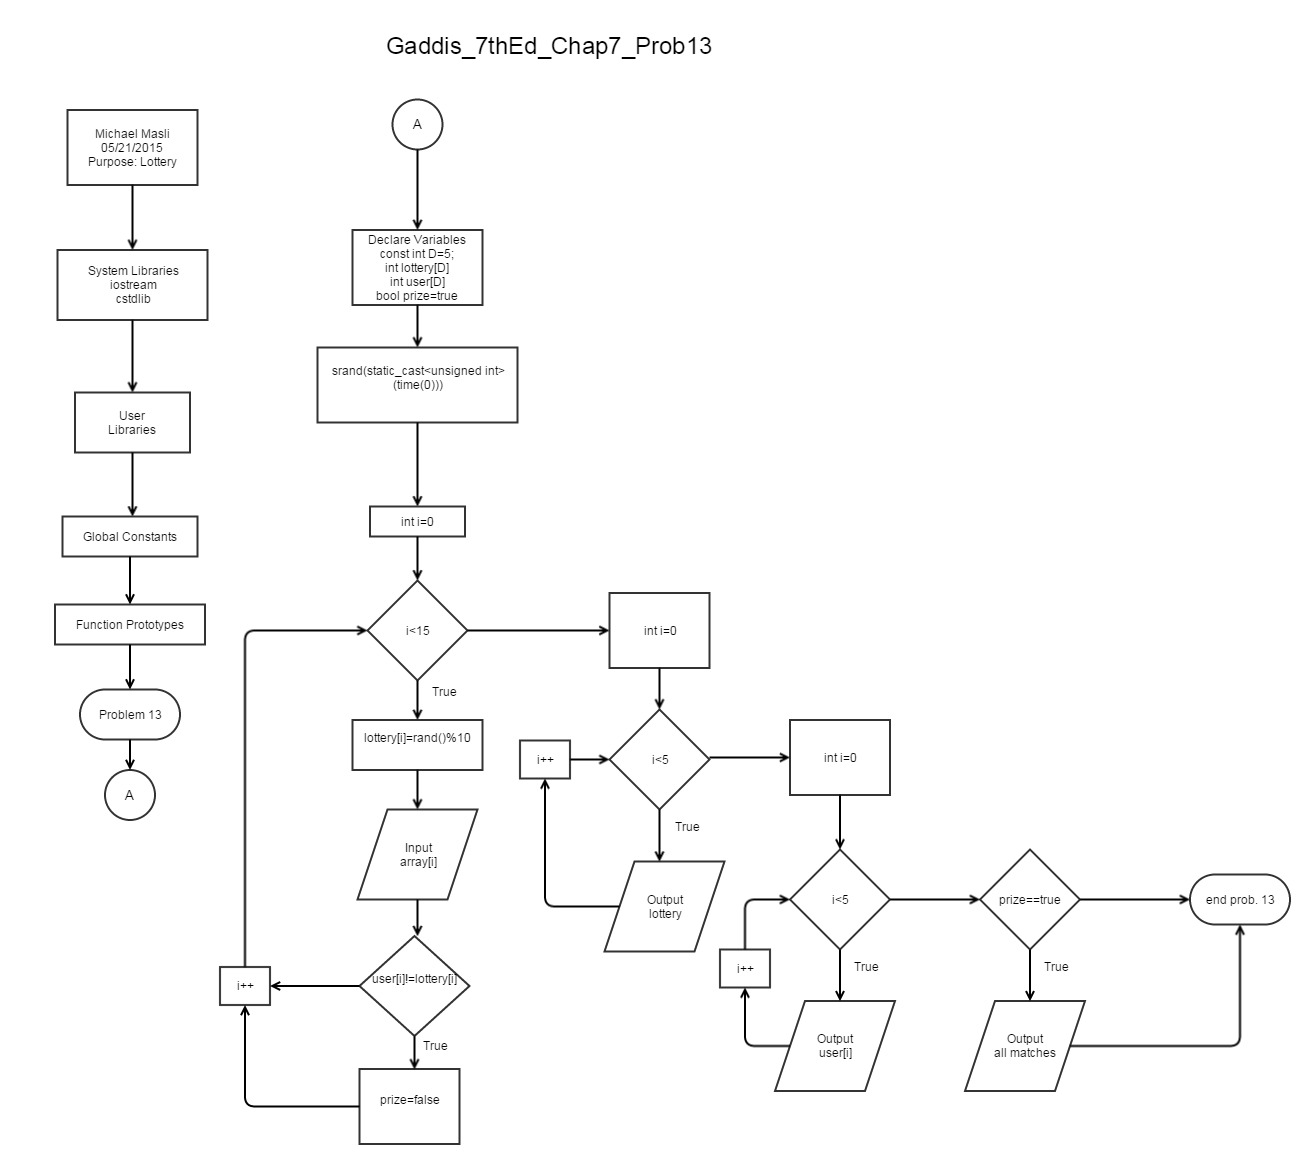 Gaddis_7thEd_Chap7_Prob13
Michael Masli
05/21/2015
Purpose: Lottery
System Libraries
iostream
cstdlib
User
Libraries
Global Constants
Function Prototypes
Problem 13
A
A
Declare Variables
const int D=5;
int lottery[D]
int user[D]
bool prize=true
srand(static_cast<unsigned int>
(time(0)))
int i=0
i<15
True
lottery[i]=rand()%10
Input
array[i]
user[i]!=lottery[i]
i++
True
prize=false
int i=0
i<5
i++
True
Output
lottery
int i=0
i<5
i++
True
Output
user[i]
prize==true
True
Output
all matches
end prob. 13